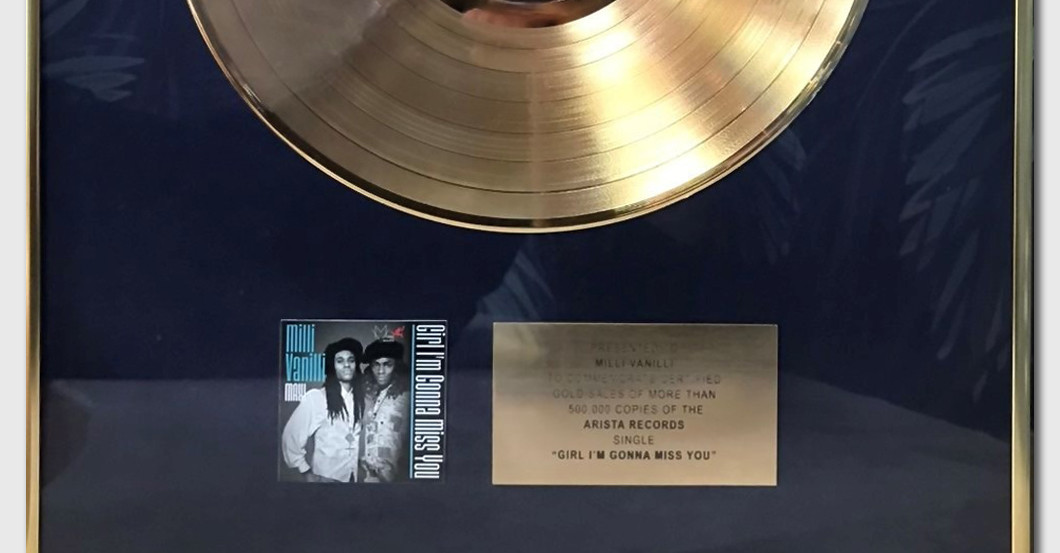 Milli
Vanilli
MAXI
Girl I'm Gonna Miss You
PRESENTED TO
MILLI VANILLI
TO COMMEMORATE CERTIFIED
GOLD SALES OF MORE THAN
500.000 COPIES OF THE
ARISTA RECORDS
SINGLE
"GIRL I'M GONNA MISS YOU"